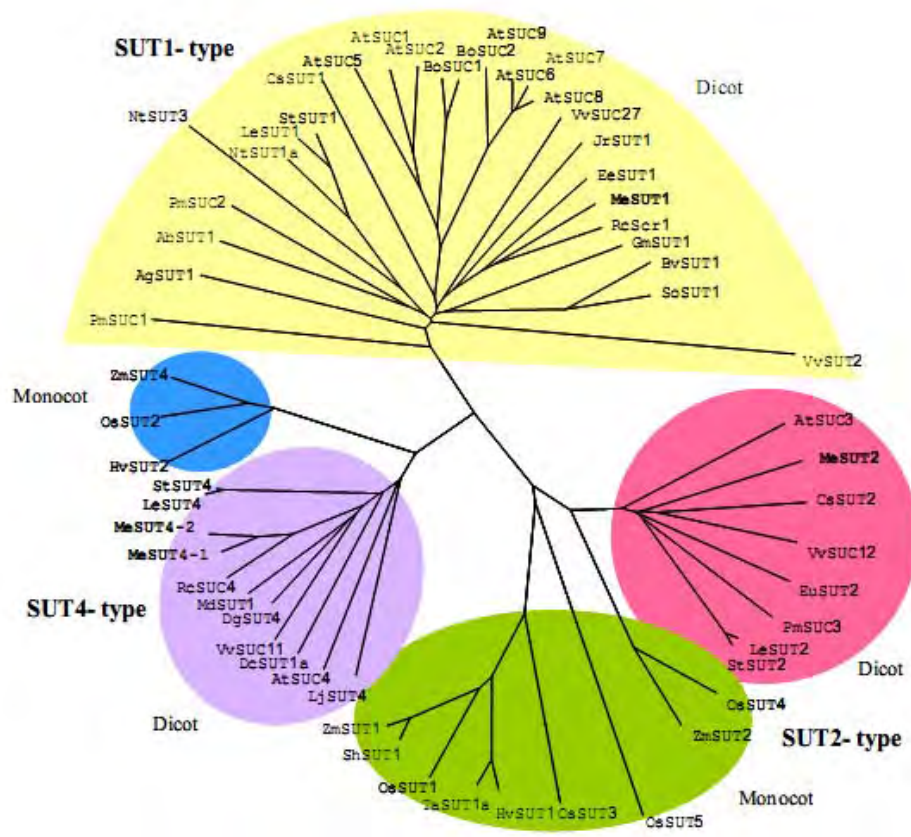 SUT1- type
AtSUC9
AtSUC1
BoSUC2
AtSUC7
AtSUC2
AtSUC5
BoSUC1
AtSUC6
CsSUT1
AtSUC8
Dicot
NtSUT3
StSUT1
VvSUC27
LeSUT1
JrSUT1
NtSUT1a
EeSUT1
PmSUC2
MeSUT1
RcScr1
AbSUT1
GmSUT1
BvSUT1
AgSUT1
SoSUT1
PmSUC1
VvSUT2
ZmSUT4
Monocot
OsSUT2
HvSUT2
AtSUC3
MeSUT2
StSUT4
LeSUT4
CsSUT2
MeSUT4-2
MeSUT4-1
VvSUC12
RcSUC4
EuSUT2
MdSUT1
SUT4- type
DgSUT4
PmSUC3
VvSUC11
LeSUT2
DcSUT1a
StSUT2
Dicot
AtSUC4
LjSUT4
OsSUT4
Dicot
ZmSUT1
ZmSUT2
SUT2- type
ShSUT1
OsSUT1
TaSUT1a
HvSUT1
OsSUT3
Monocot
OsSUT5